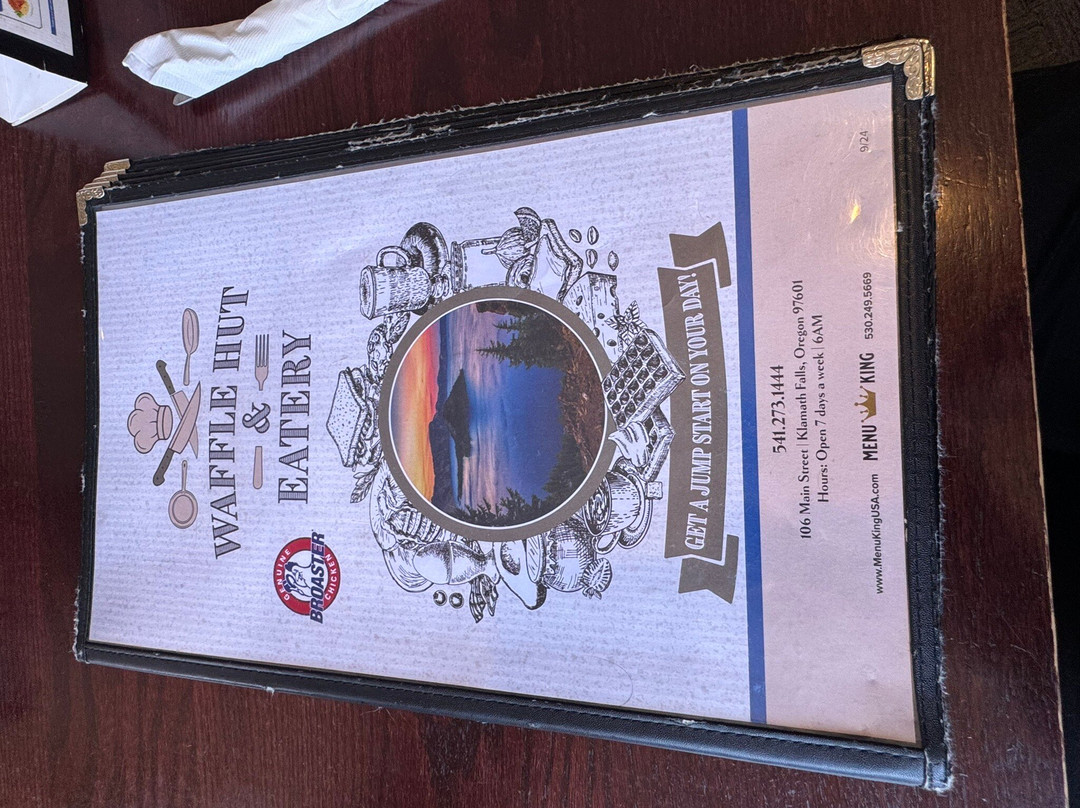 WAFFLE HUT
&
EATERY
GENUINE
BROASTER
CHICKEN
GET A JUMP START ON YOUR DAY!
541.273.1444
106 Main Street | Klamath Falls, Oregon 97601
Hours: Open 7 days a week | 6AM
www.MenuKingUSA.com MENU KING 530.249.5669
9/24